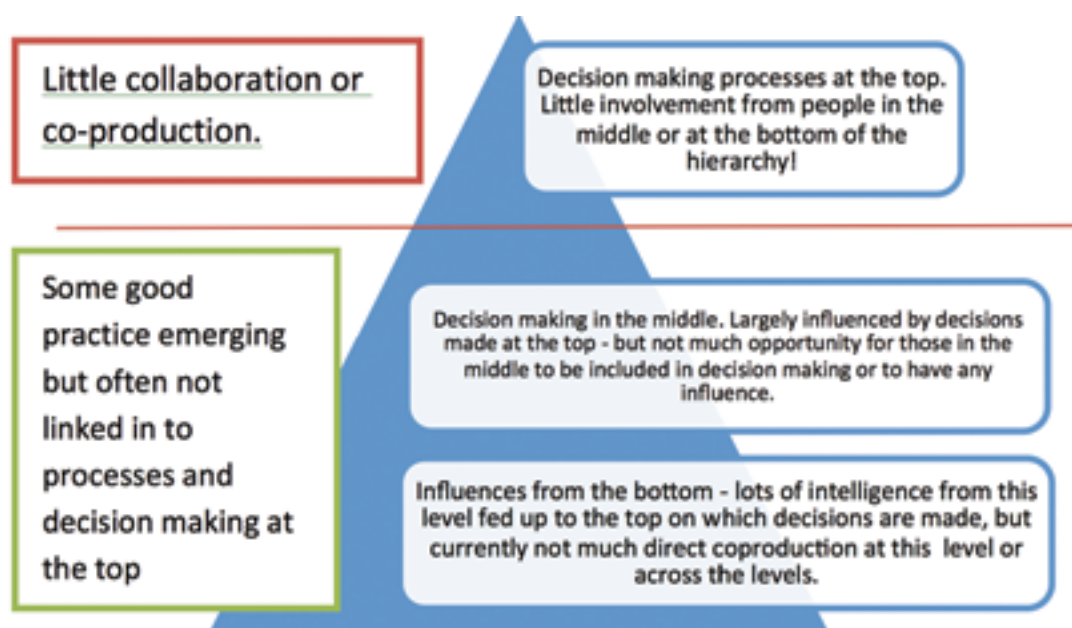 Little collaboration or
co-production.
Decision making processes at the top.
Little involvement from people in the
middle or at the bottom of the
hierarchy!
Some good
practice emerging
but often not
linked in to
processes and
decision making at
the top
Decision making in the middle. Largely influenced by decisions
made at the top - but not much opportunity for those in the
middle to be included in decision making or to have any
influence.
Influences from the bottom - lots of intelligence from this
level fed up to the top on which decisions are made, but
currently not much direct coproduction at this level or
across the levels.